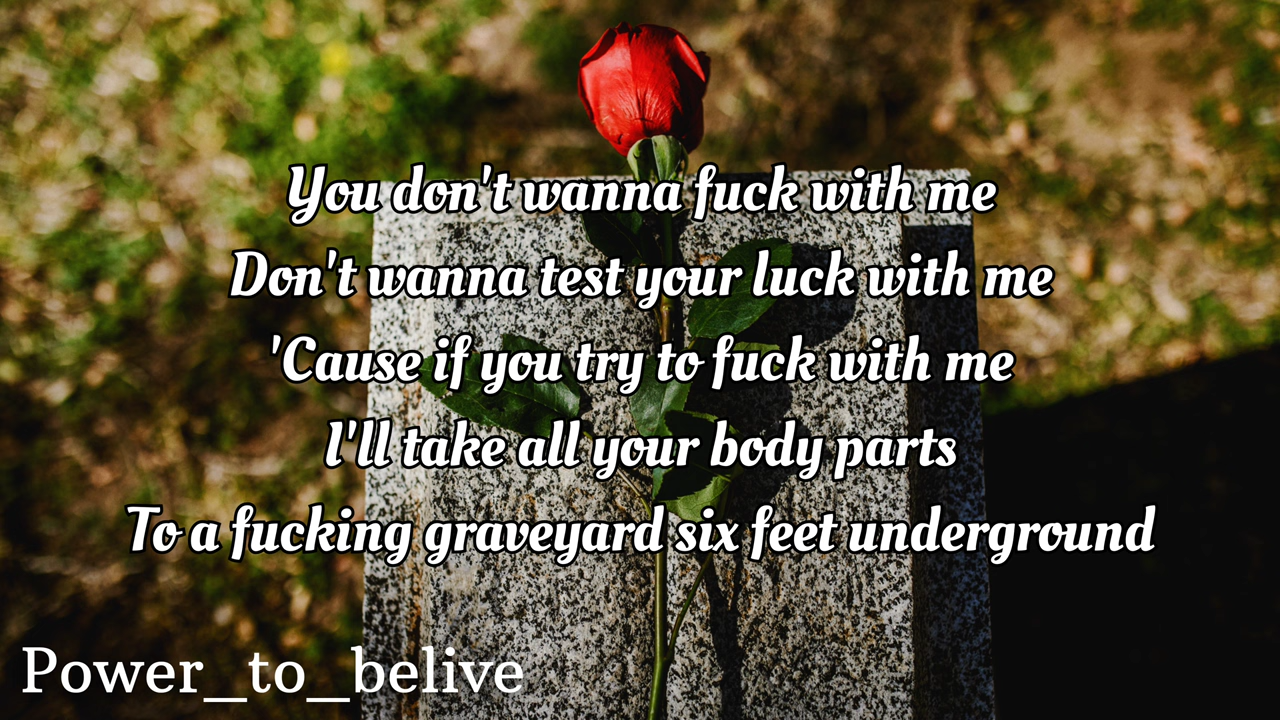 You don't wanna fuck with me
Don't wanna test your luck with me
'Cause if you try to fuck with me
I'll take all your body parts
To a fucking graveyard six feet underground
Power_to_belive